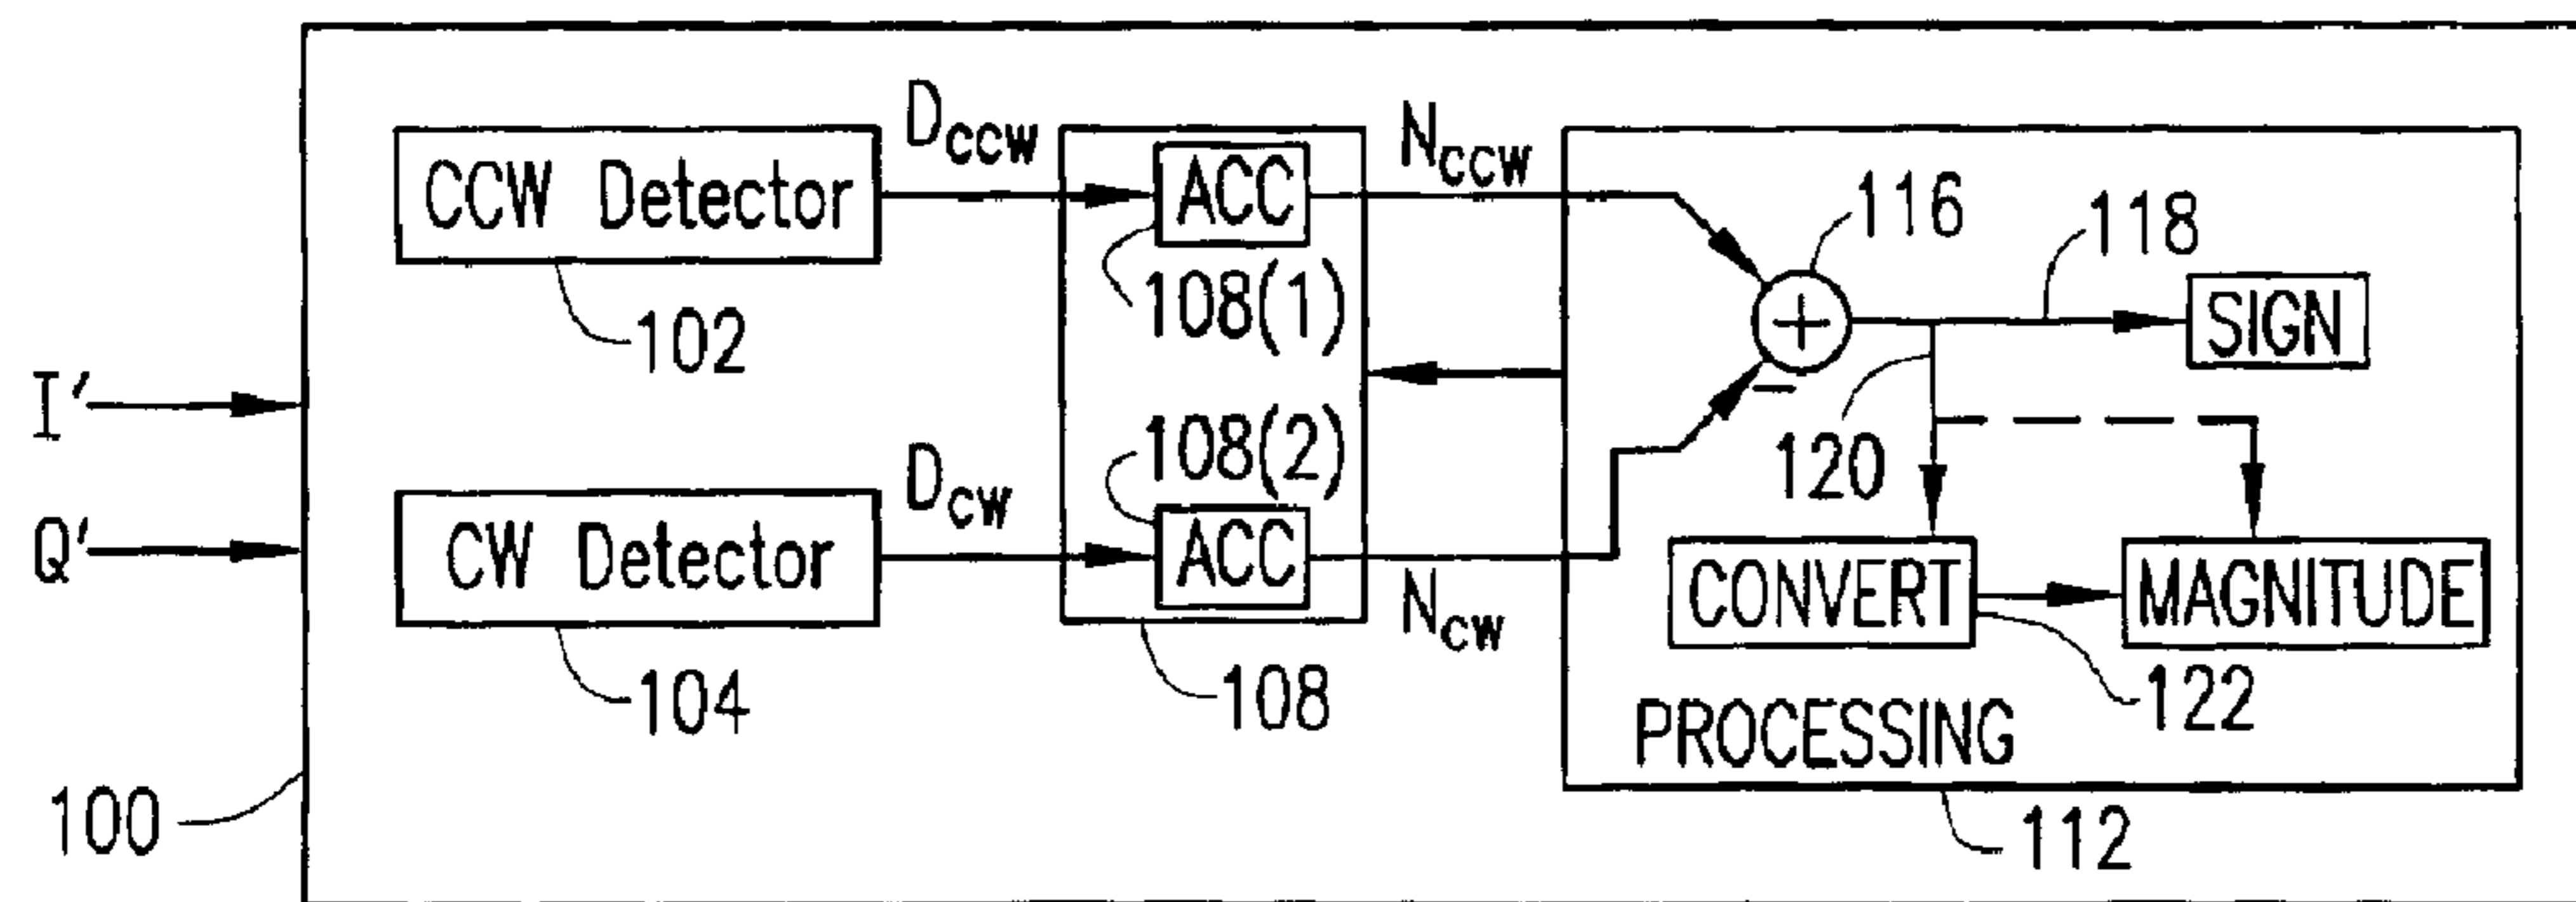 D_CCW
N_CCW
CCW Detector
ACC
116
118
108(1)
SIGN
102
I'
108(2)
120
D_CW
Q'
CW Detector
ACC
CONVERT
MAGNITUDE
N_CW
104
108
122
PROCESSING
100
112